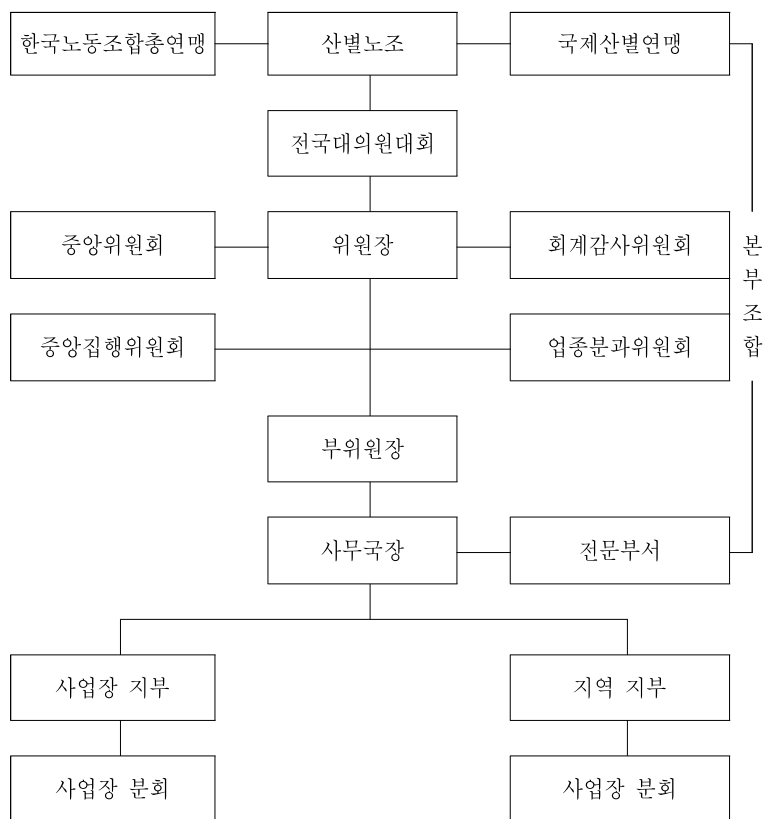 한국노동조합총연맹
산별노조
국제산별연맹
전국대의원대회
중앙위원회
위원장
회계감사위원회
본부조합
중앙집행위원회
업종분과위원회
부위원장
사무국장
전문부서
사업장 지부
지역 지부
사업장 분회
사업장 분회